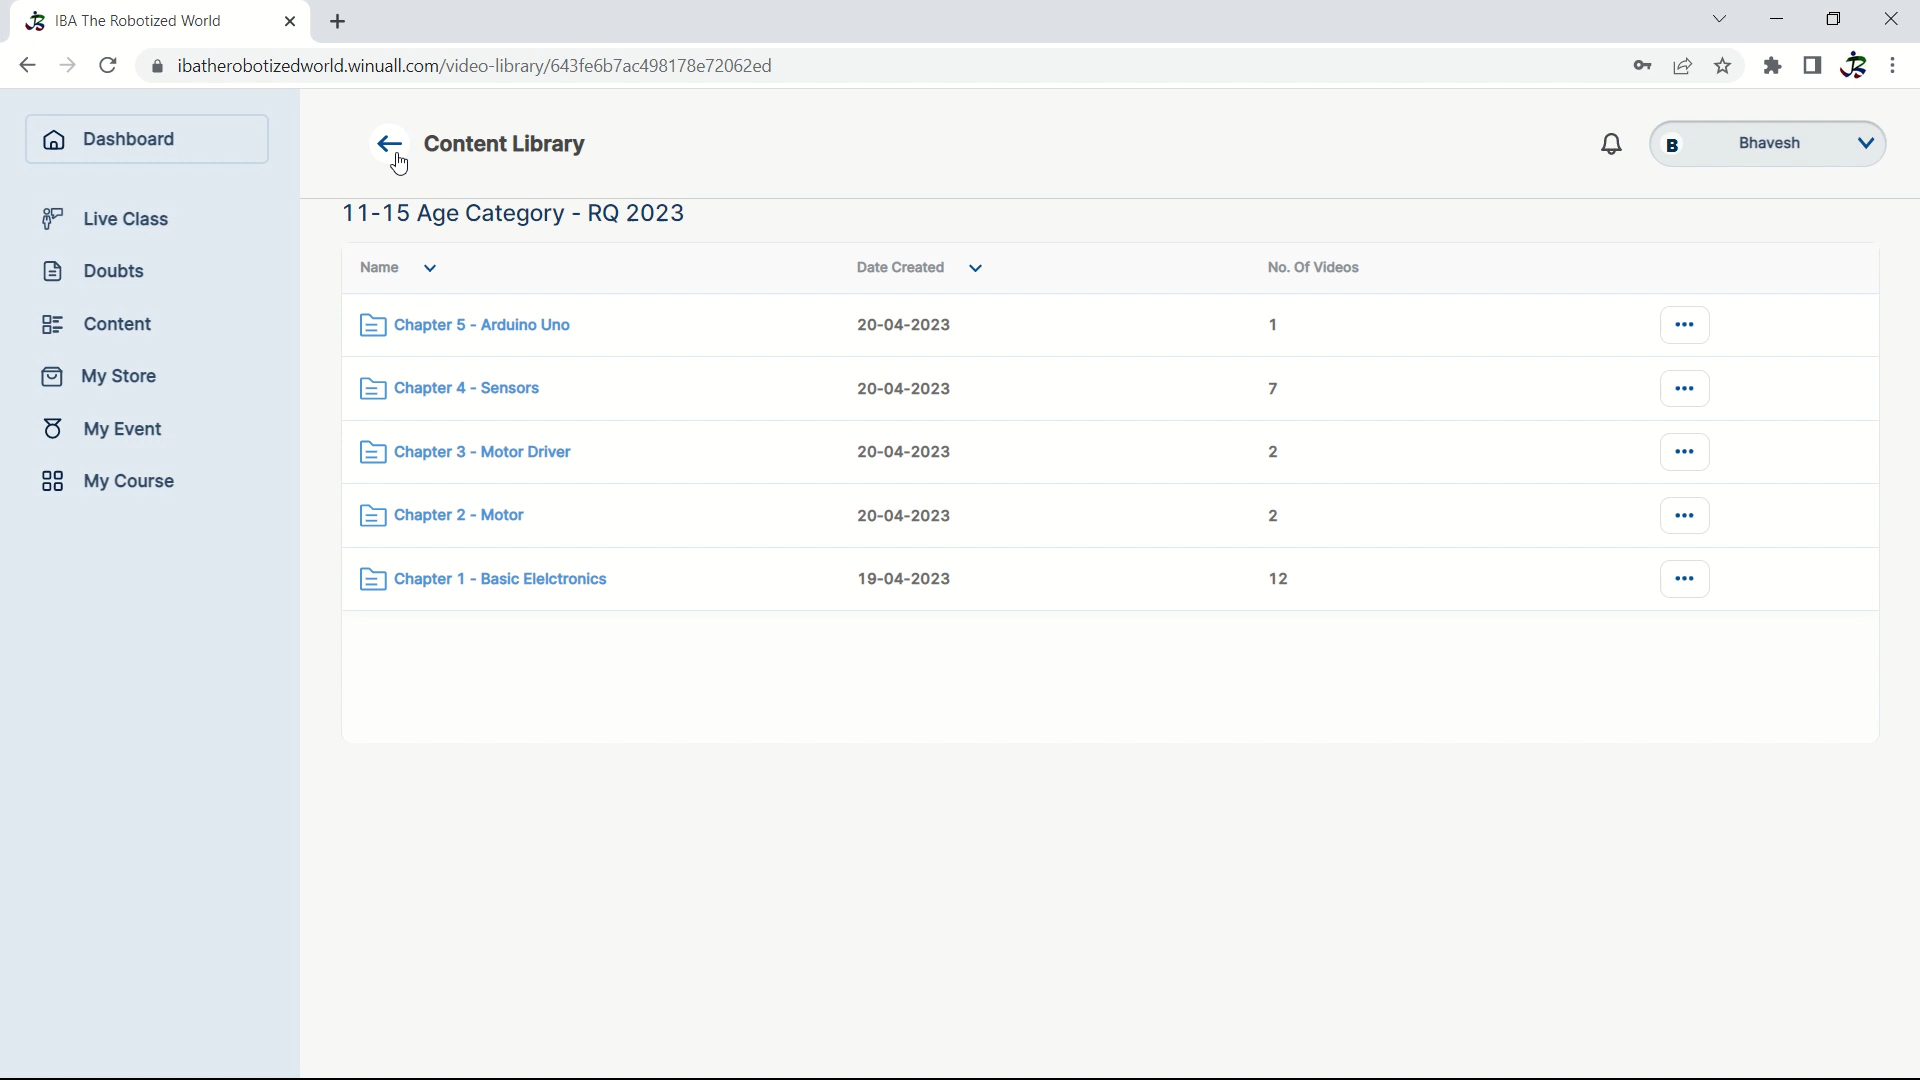 IBA The Robotized World
ibatherobotizedworld.winuall.com/video-library/643fe6b7ac498178e72062ed
Dashboard
Content Library
B Bhavesh
Live Class
Doubts
Content
My Store
My Event
My Course
11-15 Age Category - RQ 2023
Name Date Created No. Of Videos
Chapter 5 - Arduino Uno 20-04-2023 1
Chapter 4 - Sensors 20-04-2023 7
Chapter 3 - Motor Driver 20-04-2023 2
Chapter 2 - Motor 20-04-2023 2
Chapter 1 - Basic Elelctronics 19-04-2023 12